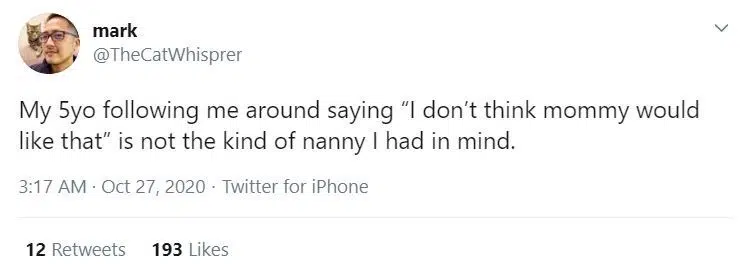 mark
@TheCatWhisprer
My 5yo following me around saying “I don’t think mommy would
like that” is not the kind of nanny I had in mind.
3:17 AM · Oct 27, 2020 · Twitter for iPhone
12 Retweets 193 Likes